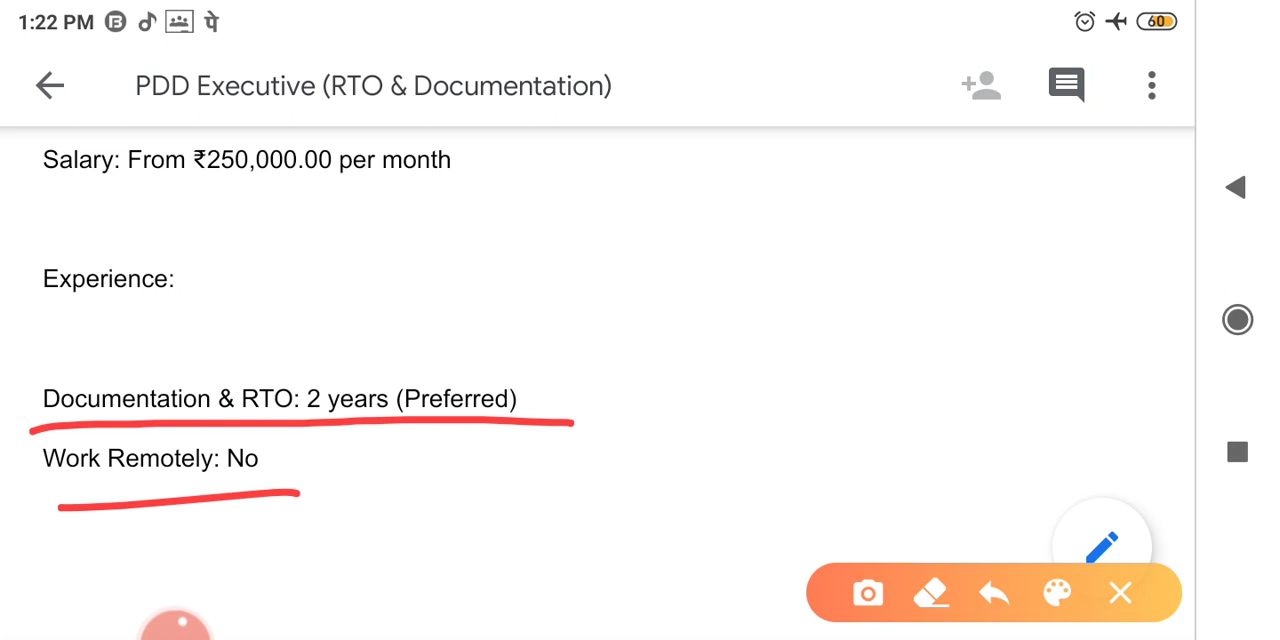 1:22 PM पे 60
PDD Executive (RTO & Documentation)
Salary: From ₹250,000.00 per month
Experience:
Documentation & RTO: 2 years (Preferred)
Work Remotely: No